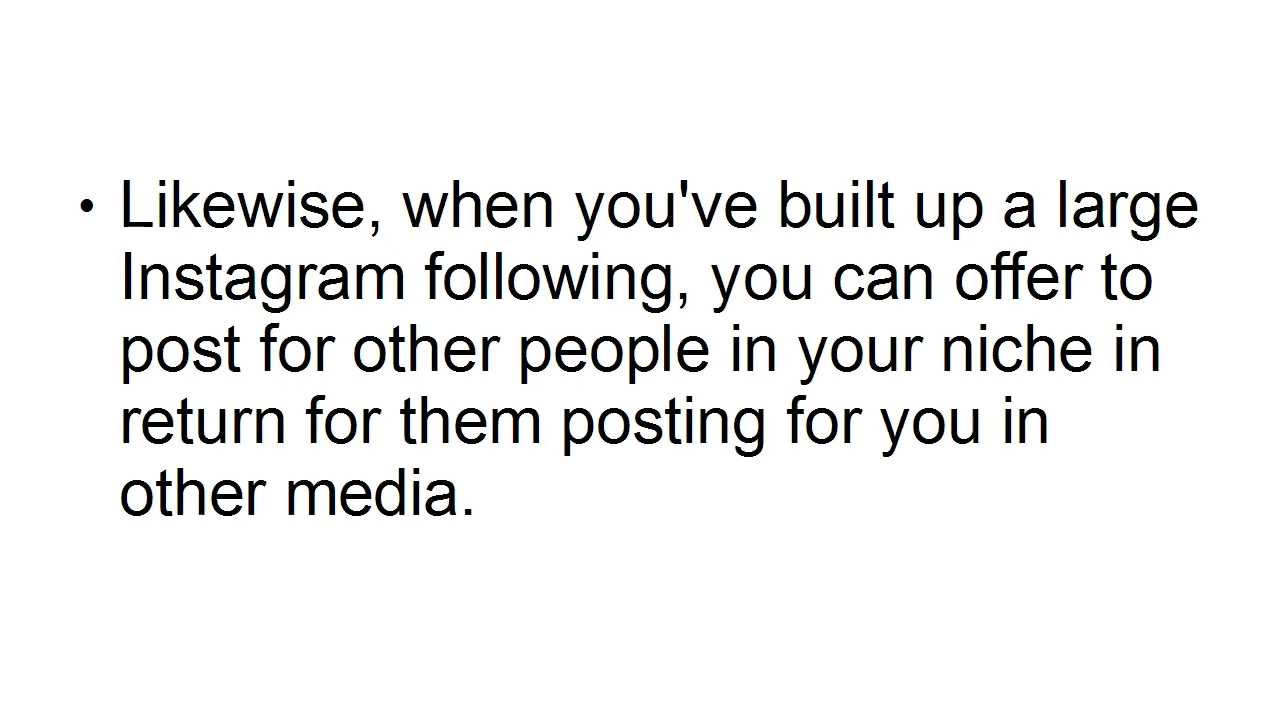 • Likewise, when you've built up a large
Instagram following, you can offer to
post for other people in your niche in
return for them posting for you in
other media.